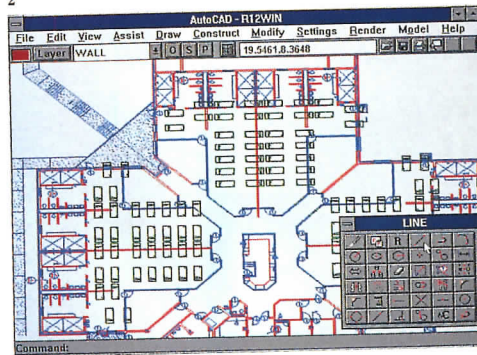 2
AutoCAD - R12WIN
File Edit View Assist Draw Construct Modify Settings Render Model Help
Layer WALL O S P 19.5461,8.3648
LINE
R
Command: